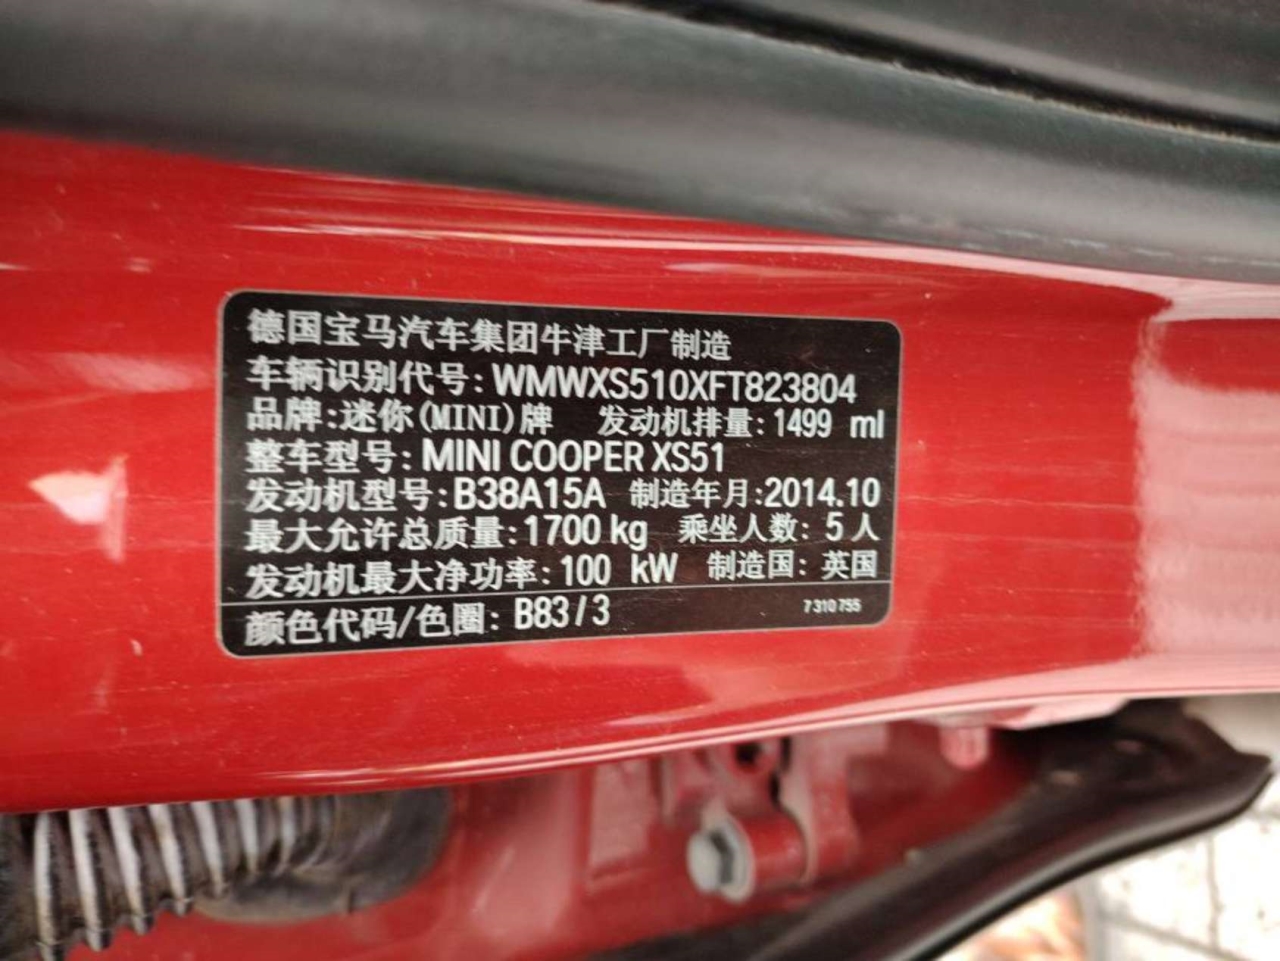 德国宝马汽车集团牛津工厂制造
车辆识别代号: WMWXS510XFT823804
品牌:迷你(MINI)牌 发动机排量: 1499 ml
整车型号: MINI COOPER XS51
发动机型号: B38A15A 制造年月:2014.10
最大允许总质量: 1700 kg 乘坐人数: 5 人
发动机最大净功率: 100 kW 制造国: 英国
颜色代码/色圈: B83 / 3 7 310 755